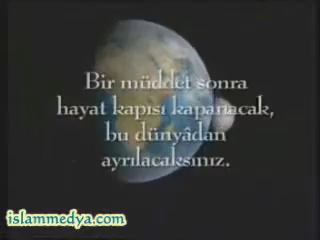 Bir müddet sonra
hayat kapısı kapanacak,
bu dünyâdan
ayrılacaksınız.
islammedya.com